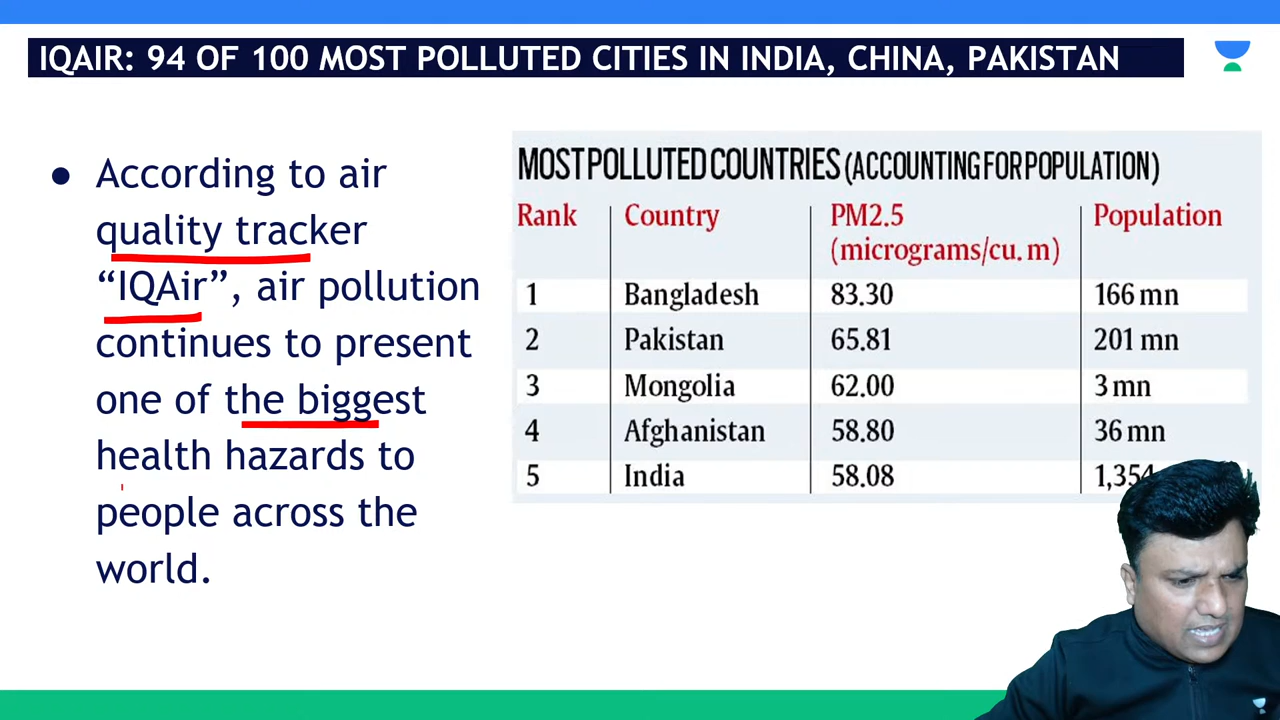 IQAIR: 94 OF 100 MOST POLLUTED CITIES IN INDIA, CHINA, PAKISTAN
● According to air
quality tracker
“IQAir”, air pollution
continues to present
one of the biggest
health hazards to
people across the
world.
MOST POLLUTED COUNTRIES (ACCOUNTING FOR POPULATION)
Rank Country PM2.5 Population
(micrograms/cu. m)
1 Bangladesh 83.30 166 mn
2 Pakistan 65.81 201 mn
3 Mongolia 62.00 3 mn
4 Afghanistan 58.80 36 mn
5 India 58.08 1,354